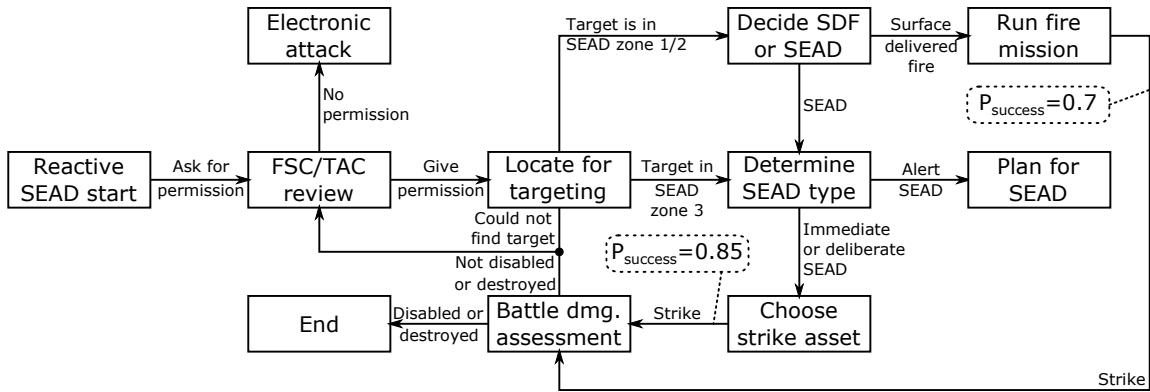 Electronic
attack
Target is in
SEAD zone 1/2
Decide SDF
or SEAD
Surface
delivered
fire
Run fire
mission
No
permission
SEAD
Psuccess=0.7
Reactive
SEAD start
Ask for
permission
FSC/TAC
review
Give
permission
Locate for
targeting
Target in
SEAD
zone 3
Determine
SEAD type
Alert
SEAD
Plan for
SEAD
Could not
find target
Not disabled
or destroyed
Psuccess=0.85
Immediate
or deliberate
SEAD
End
Disabled or
destroyed
Battle dmg.
assessment
Strike
Choose
strike asset
Strike